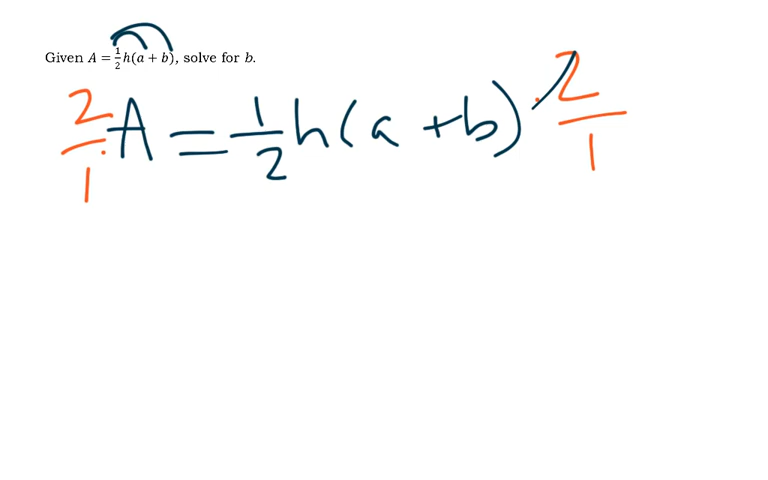 Given A = 1/2 h(a + b), solve for b.
2/1 · A = 1/2 h(a + b) · 2/1